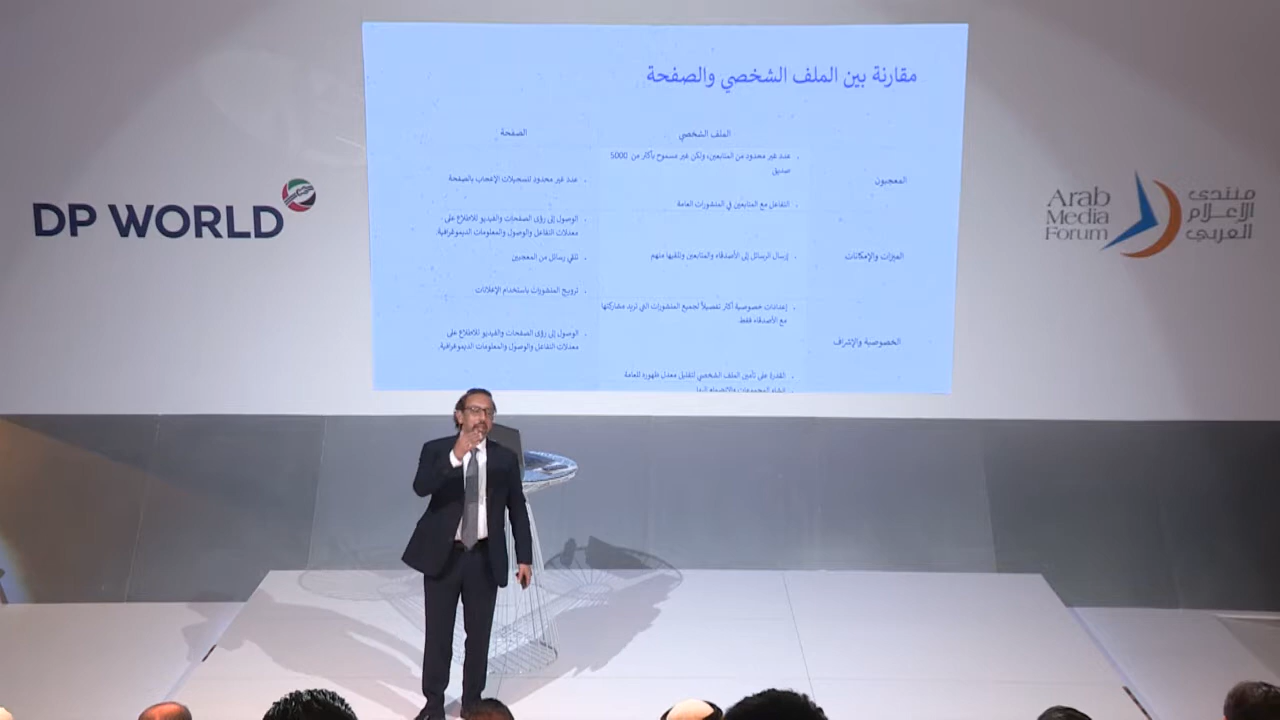 مقارنة بين الملف الشخصي والصفحة
الملف الشخصي
الصفحة
المعجبون
عدد غير محدود من المتابعين، ولكن غير مسموح بأكثر من 5000
صديق
التفاعل مع المتابعين في المنشورات العامة
عدد غير محدود لتسجيلات الإعجاب بالصفحة
الميزات والإمكانات
إرسال الرسائل إلى الأصدقاء والمتابعين وتلقيها منهم
الوصول إلى رؤى الصفحات والفيديو للاطلاع على
معدلات التفاعل والوصول والمعلومات الديموغرافية.
تلقي رسائل من المعجبين
ترويج المنشورات باستخدام الإعلانات
الخصوصية والإشراف
إعدادات خصوصية أكثر تفصيلاً لجميع المنشورات التي تريد مشاركتها
مع الأصدقاء فقط.
القدرة على تأمين الملف الشخصي لتقليل معدل ظهوره للعامة
إنشاء المجموعات والانضمام إليها
الوصول إلى رؤى الصفحات والفيديو للاطلاع على
معدلات التفاعل والوصول والمعلومات الديموغرافية.
DP WORLD
Arab
Media
Forum
منتدى
الإعلام
العربي